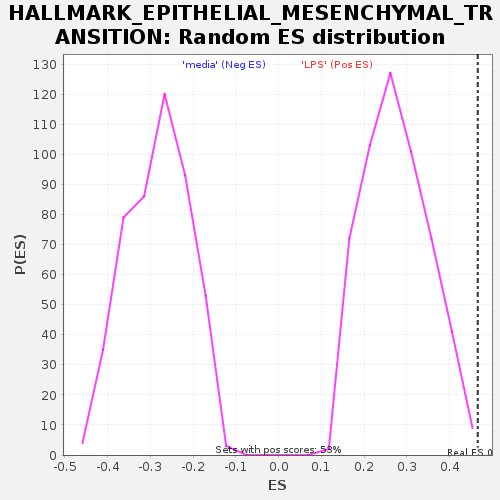 HALLMARK_EPITHELIAL_MESENCHYMAL_TR
ANSITION: Random ES distribution
'media' (Neg ES) 'LPS' (Pos ES)
130
120
110
100
90
80
70
60
50
40
30
20
10
0
P(ES)
Sets with pos scores: 53%
Real ES 0
-0.5 -0.4 -0.3 -0.2 -0.1 0.0 0.1 0.2 0.3 0.4
ES